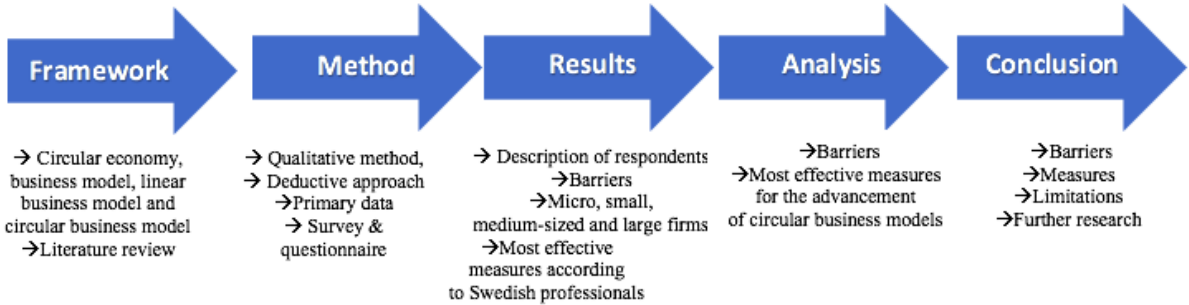 Framework
→ Circular economy,
business model, linear
business model and
circular business model
→Literature review
Method
→ Qualitative method,
→ Deductive approach
→Primary data
→ Survey &
questionnaire
Results
→ Description of respondents
→Barriers
→Micro, small,
medium-sized and large firms
→Most effective
measures according
to Swedish professionals
Analysis
→Barriers
→Most effective measures
for the advancement
of circular business models
Conclusion
→Barriers
→Measures
→Limitations
→Further research